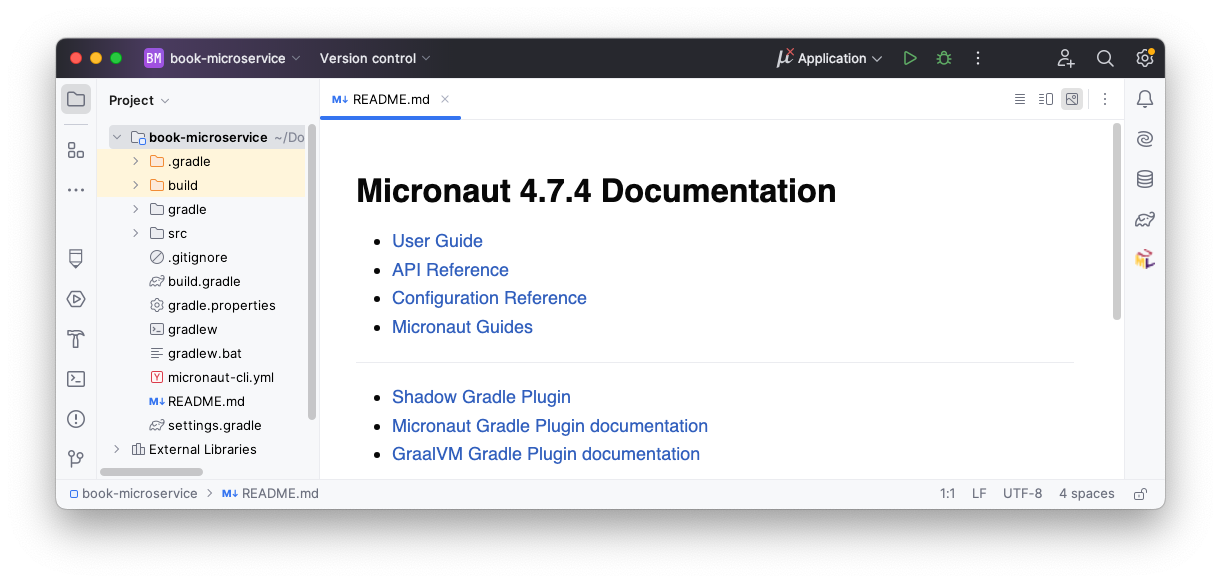 BM book-microservice Version control Application
Project
M↓ README.md
book-microservice ~/Do
.gradle
build
gradle
src
.gitignore
build.gradle
gradle.properties
gradlew
gradlew.bat
Y micronaut-cli.yml
M↓ README.md
settings.gradle
External Libraries
Micronaut 4.7.4 Documentation
User Guide
API Reference
Configuration Reference
Micronaut Guides
Shadow Gradle Plugin
Micronaut Gradle Plugin documentation
GraalVM Gradle Plugin documentation
book-microservice M↓ README.md 1:1 LF UTF-8 4 spaces